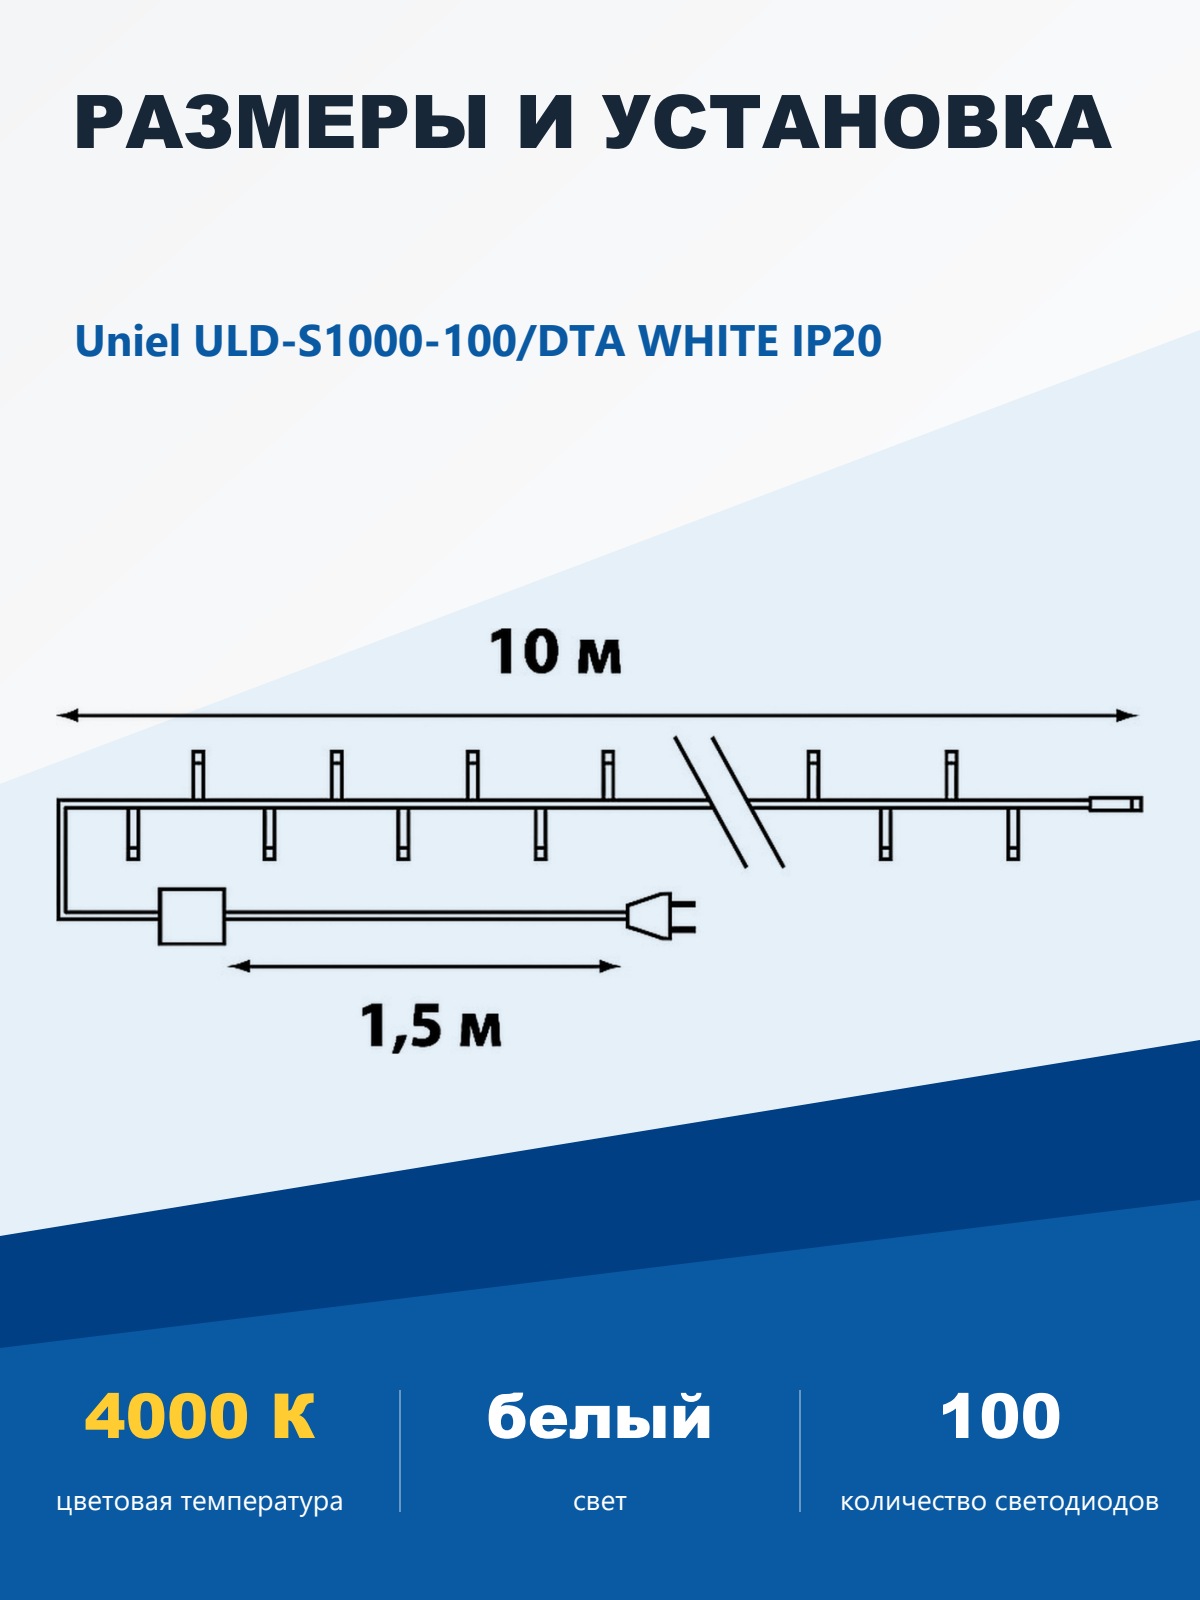 РАЗМЕРЫ И УСТАНОВКА
Uniel ULD-S1000-100/DTA WHITE IP20
10 м
1,5 м
4000 К
цветовая температура
белый
свет
100
количество светодиодов